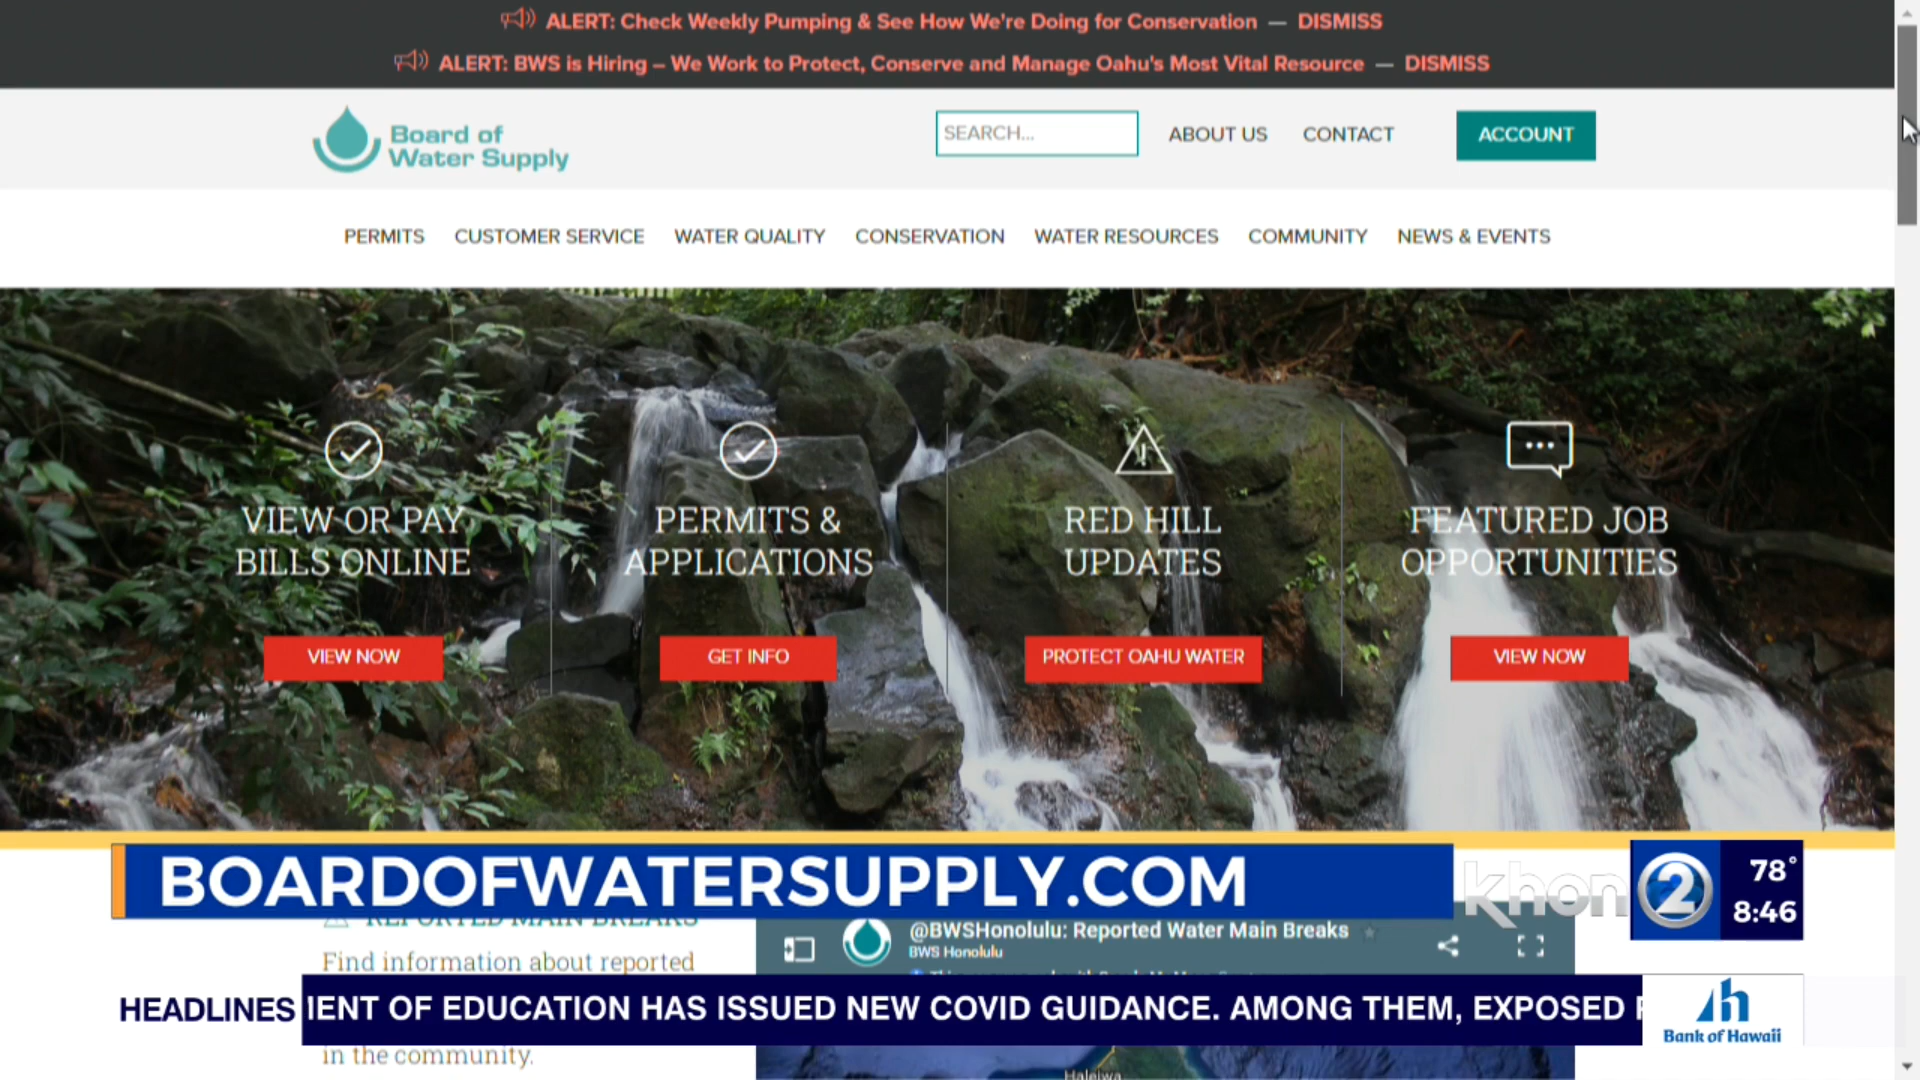 ALERT: Check Weekly Pumping & See How We're Doing for Conservation — DISMISS
ALERT: BWS is Hiring – We Work to Protect, Conserve and Manage Oahu's Most Vital Resource — DISMISS
Board of
Water Supply
SEARCH...
ABOUT US
CONTACT
ACCOUNT
PERMITS
CUSTOMER SERVICE
WATER QUALITY
CONSERVATION
WATER RESOURCES
COMMUNITY
NEWS & EVENTS
VIEW OR PAY
BILLS ONLINE
VIEW NOW
PERMITS &
APPLICATIONS
GET INFO
RED HILL
UPDATES
PROTECT OAHU WATER
FEATURED JOB
OPPORTUNITIES
VIEW NOW
BOARDOFWATERSUPPLY.COM
khon 2
78°
8:46
REPORTED MAIN BREAKS
Find information about reported
in the community.
@BWSHonolulu: Reported Water Main Breaks
BWS Honolulu
HEADLINES
MENT OF EDUCATION HAS ISSUED NEW COVID GUIDANCE. AMONG THEM, EXPOSED
Bank of Hawaii
Haleiwa